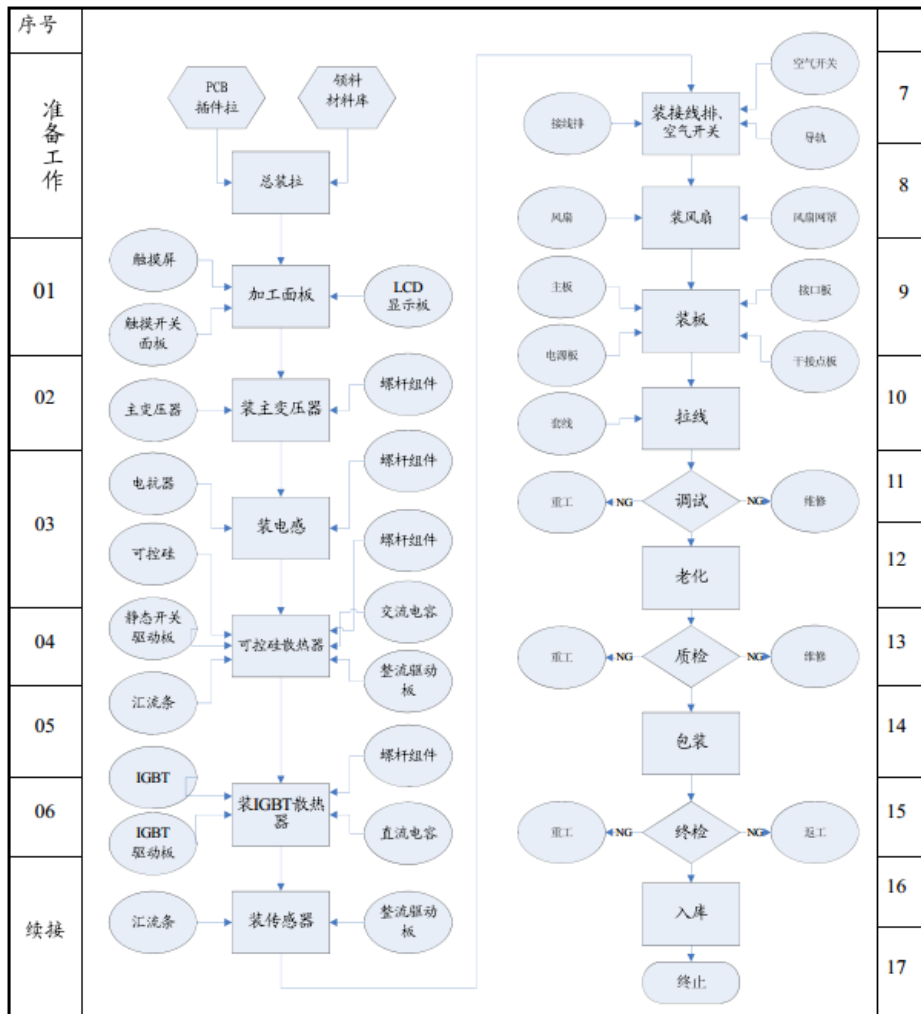 序号
准
备
工
作
01
02
03
04
05
06
续接
PCB
插件拉
领料
材料库
总装拉
触摸屏
触摸开关
面板
加工面板
LCD
显示板
主变压器
装主变压器
螺杆组件
电抗器
装电感
螺杆组件
可控硅
静态开关
驱动板
汇流条
可控硅散热器
螺杆组件
交流电容
整流驱动
板
IGBT
IGBT
驱动板
装IGBT散热
器
螺杆组件
直流电容
汇流条
装传感器
整流驱动
板
接线排
装接线排、
空气开关
空气开关
导轨
风扇
装风扇
风扇网罩
主板
电源板
装板
接口板
干接点板
套线
拉线
重工
NG
调试
NG
维修
老化
重工
NG
质检
NG
维修
包装
重工
NG
终检
NG
返工
入库
终止
7
8
9
10
11
12
13
14
15
16
17